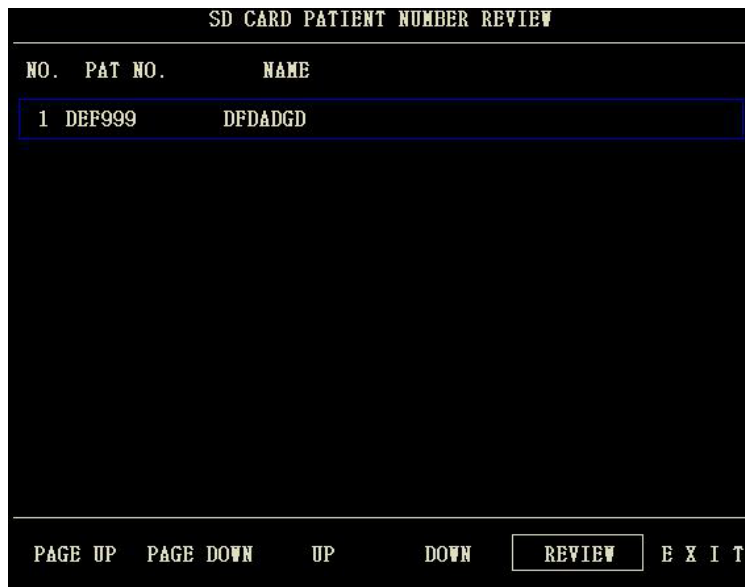 SD CARD PATIENT NUMBER REVIEW
NO. PAT NO. NAME
1 DEF999 DFDADGD
PAGE UP PAGE DOWN UP DOWN REVIEW E X I T